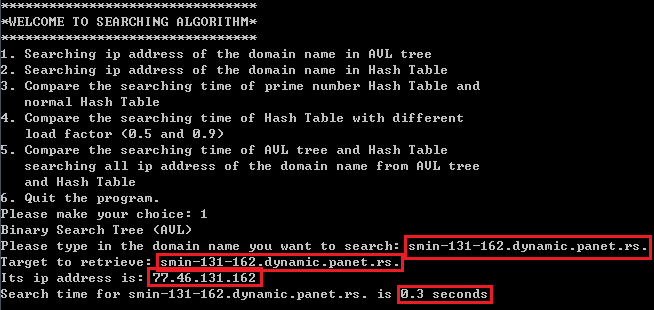 ********************************
*WELCOME TO SEARCHING ALGORITHM*
********************************
1. Searching ip address of the domain name in AVL tree
2. Searching ip address of the domain name in Hash Table
3. Compare the searching time of prime number Hash Table and
normal Hash Table
4. Compare the searching time of Hash Table with different
load factor (0.5 and 0.9)
5. Compare the searching time of AVL tree and Hash Table
searching all ip address of the domain name from AVL tree
and Hash Table
6. Quit the program.
Please make your choice: 1
Binary Search Tree (AVL)
Please type in the domain name you want to search: smin-131-162.dynamic.panet.rs.
Target to retrieve: smin-131-162.dynamic.panet.rs.
Its ip address is: 77.46.131.162
Search time for smin-131-162.dynamic.panet.rs. is 0.3 seconds